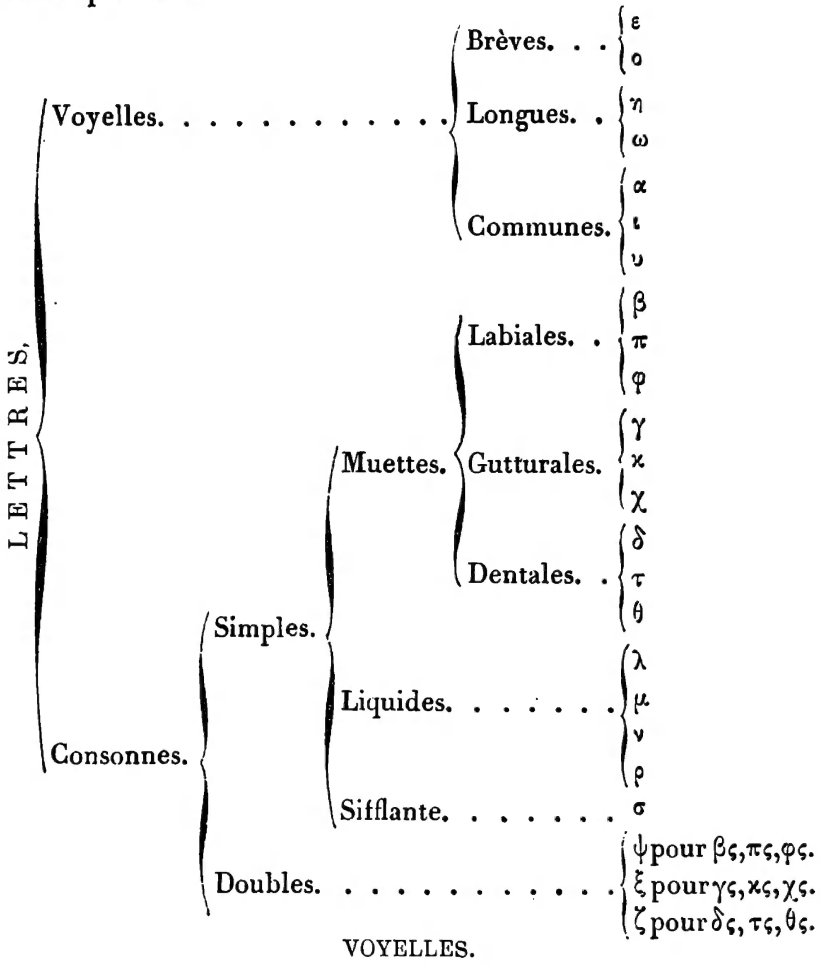 Brèves. . . ε
ο
Voyelles. . . . . . . . . . . . Longues. . η
ω
α
Communes. ι
υ
β
Labiales. . π
φ
LETTRES,
γ
Muettes. Gutturales. κ
χ
δ
Dentales. . τ
θ
Simples.
λ
Liquides. . . . . . . μ
ν
Consonnes.
ρ
Sifflante. . . . . . . σ
ψ pour βς, πς, φς.
Doubles. . . . . . . . . . . . . ξ pour γς, κς, χς.
ζ pour δς, τς, θς.
VOYELLES.